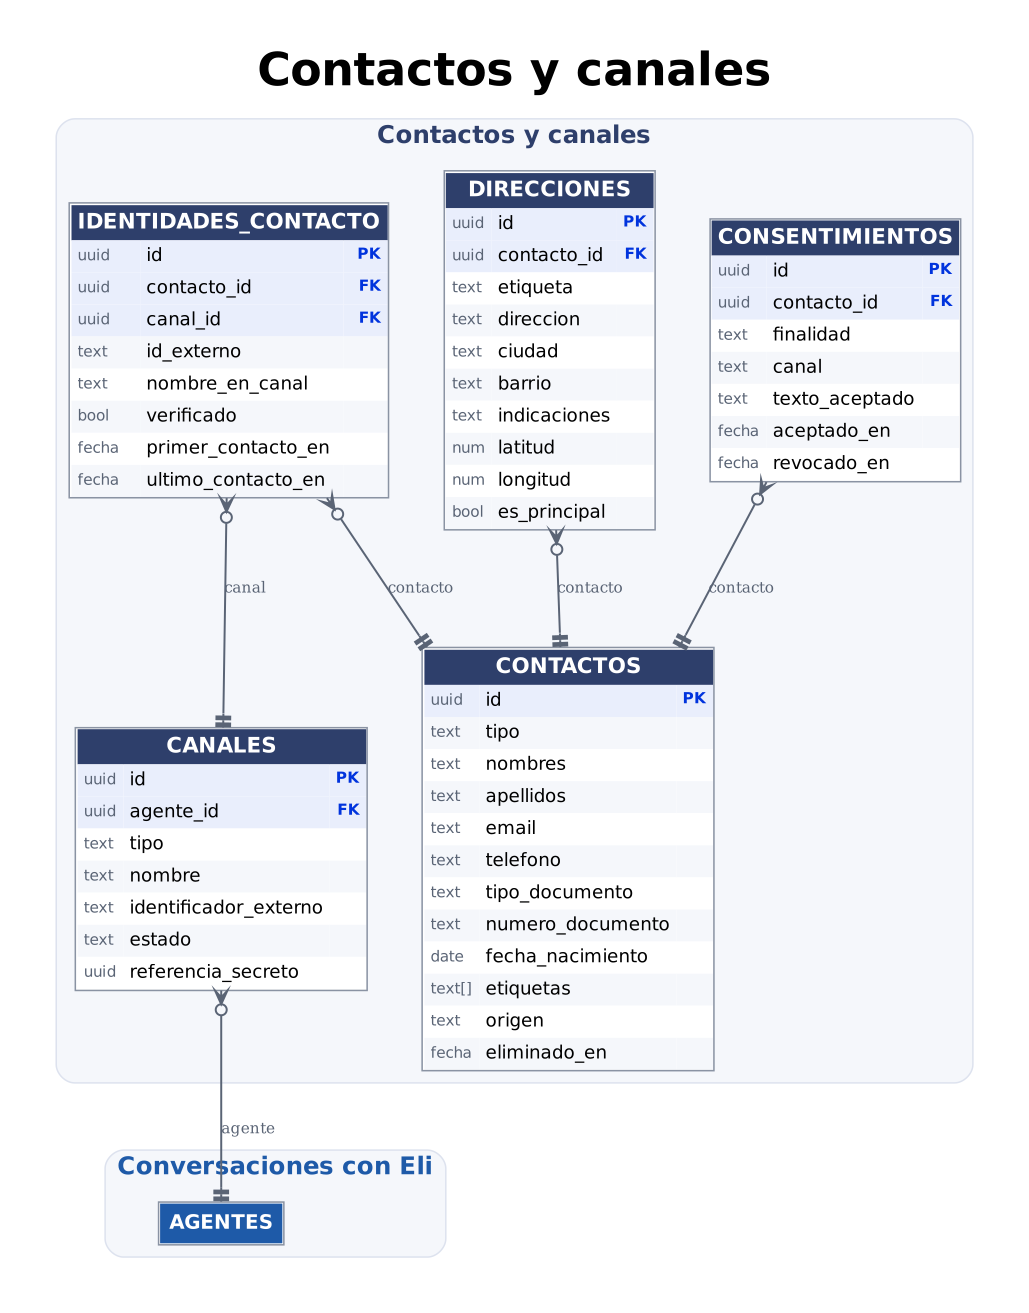 Contactos y canales
Contactos y canales
IDENTIDADES_CONTACTO
uuid id PK
uuid contacto_id FK
uuid canal_id FK
text id_externo
text nombre_en_canal
bool verificado
fecha primer_contacto_en
fecha ultimo_contacto_en
DIRECCIONES
uuid id PK
uuid contacto_id FK
text etiqueta
text direccion
text ciudad
text barrio
text indicaciones
num latitud
num longitud
bool es_principal
CONSENTIMIENTOS
uuid id PK
uuid contacto_id FK
text finalidad
text canal
text texto_aceptado
fecha aceptado_en
fecha revocado_en
canal
contacto
contacto
contacto
CANALES
uuid id PK
uuid agente_id FK
text tipo
text nombre
text identificador_externo
text estado
uuid referencia_secreto
CONTACTOS
uuid id PK
text tipo
text nombres
text apellidos
text email
text telefono
text tipo_documento
text numero_documento
date fecha_nacimiento
text[] etiquetas
text origen
fecha eliminado_en
agente
Conversaciones con Eli
AGENTES